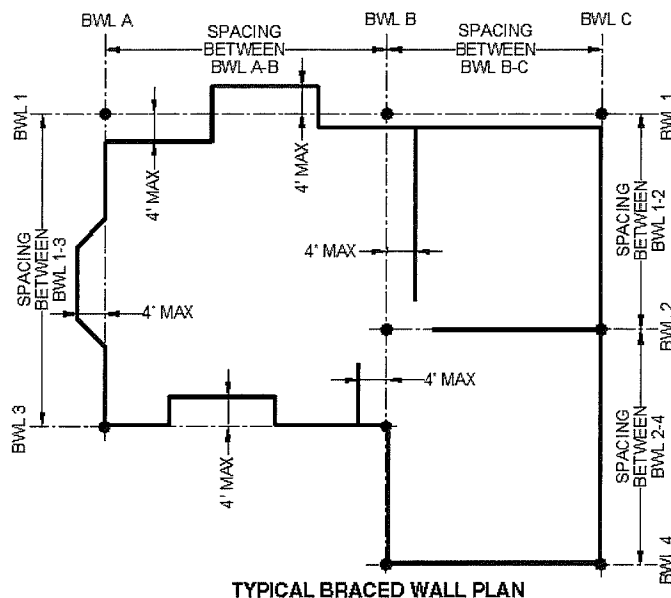 BWL A
BWL B
BWL C
SPACING
BETWEEN
BWL A-B
SPACING
BETWEEN
BWL B-C
BWL 1
BWL 1
4' MAX
4' MAX
SPACING
BETWEEN
BWL 1-3
4' MAX
SPACING
BETWEEN
BWL 1-2
4' MAX
BWL 2
4' MAX
BWL 3
4' MAX
SPACING
BETWEEN
BWL 2-4
BWL 4
TYPICAL BRACED WALL PLAN